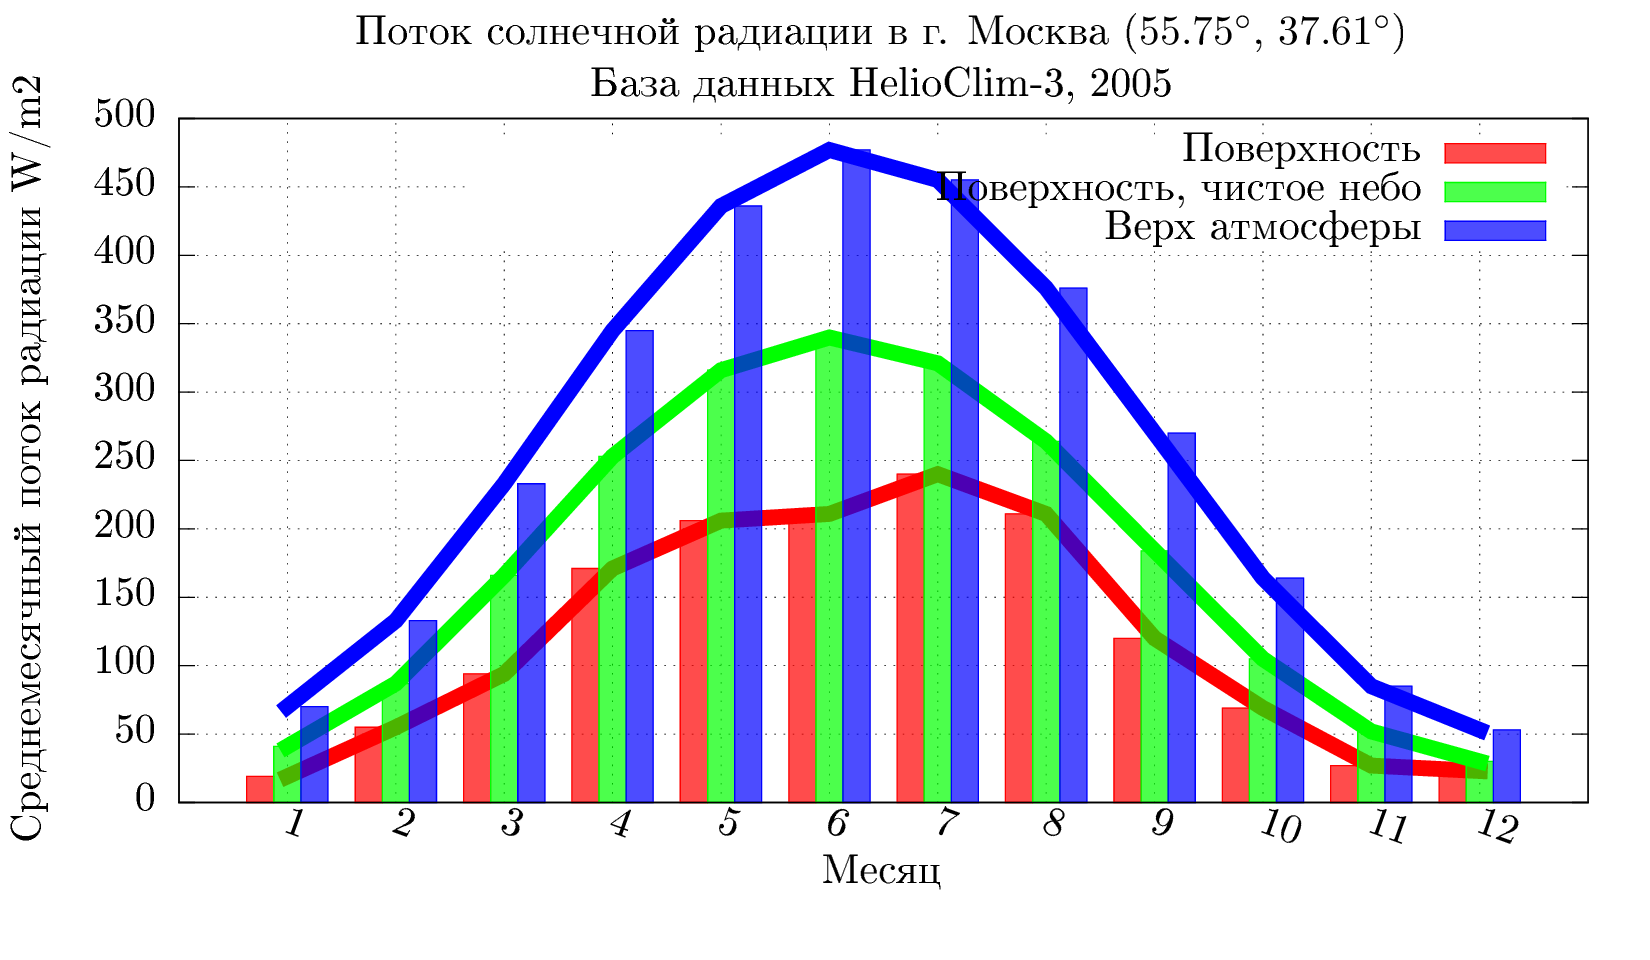 Поток солнечной радиации в г. Москва (55.75°, 37.61°)
База данных HelioClim-3, 2005
Среднемесячный поток радиации W/m2
500
450
400
350
300
250
200
150
100
50
0
Поверхность
Поверхность, чистое небо
Верх атмосферы
1 2 3 4 5 6 7 8 9 10 11 12
Месяц